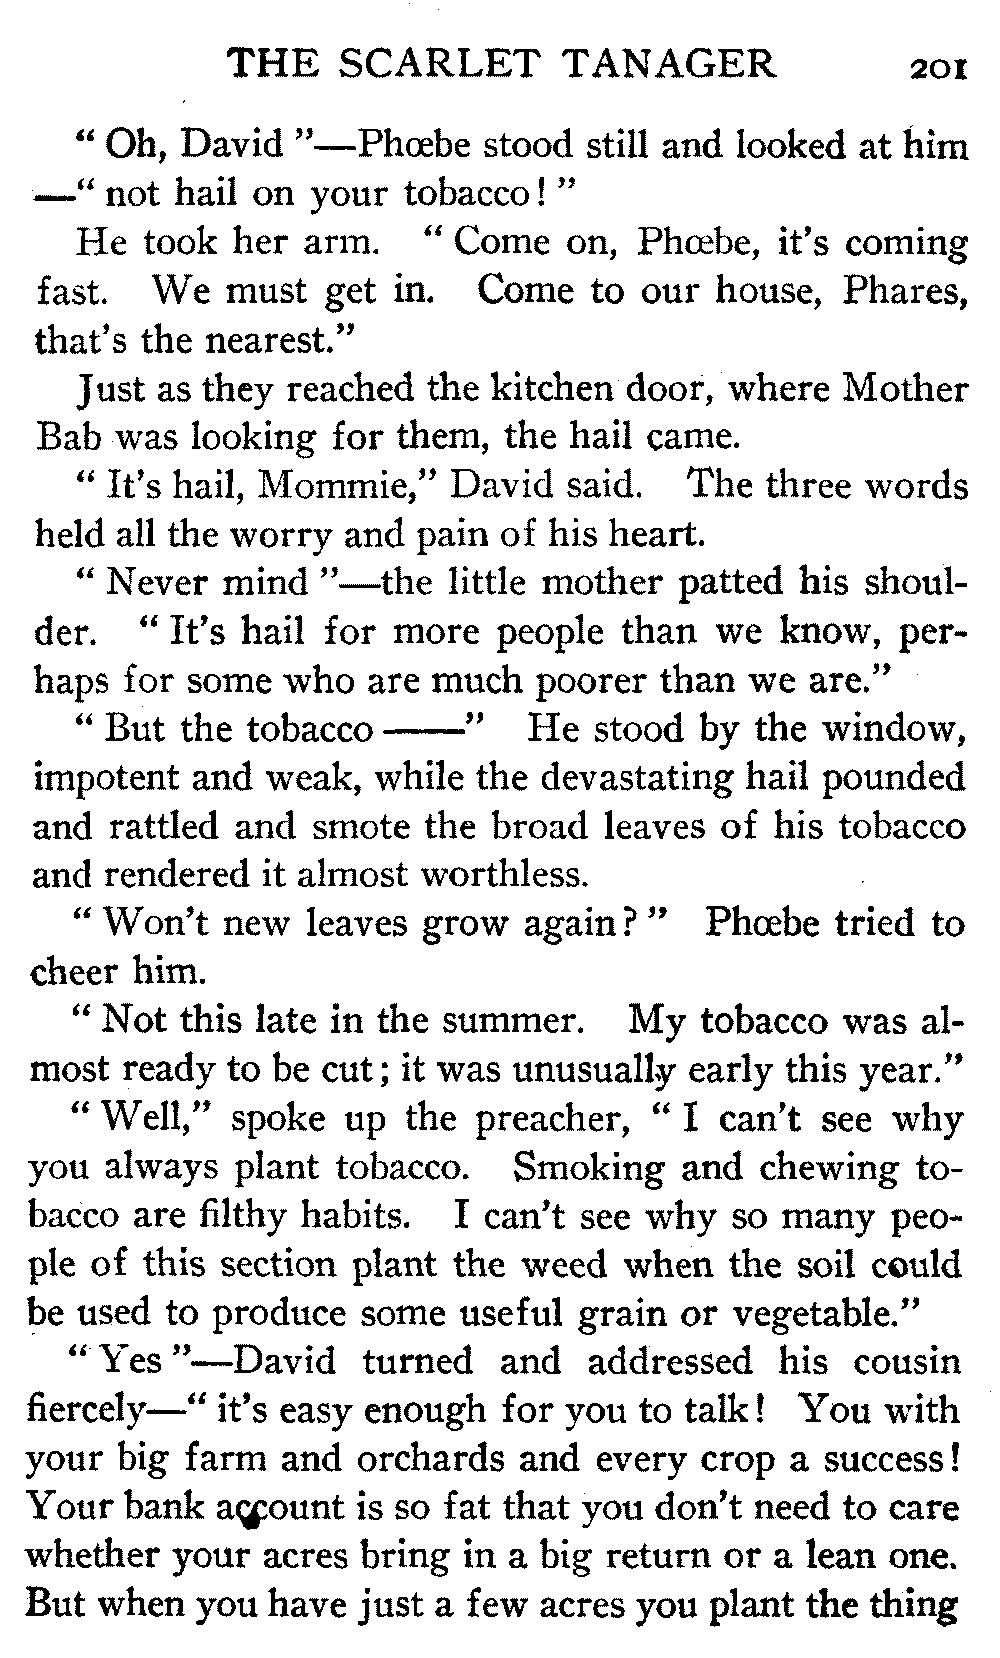 THE SCARLET TANAGER 201
“ Oh, David ”—Phœbe stood still and looked at him
—“ not hail on your tobacco! ”
He took her arm. “ Come on, Phœbe, it's coming
fast. We must get in. Come to our house, Phares,
that's the nearest.”
Just as they reached the kitchen door, where Mother
Bab was looking for them, the hail came.
“ It's hail, Mommie,” David said. The three words
held all the worry and pain of his heart.
“ Never mind ”—the little mother patted his shoul-
der. “ It's hail for more people than we know, per-
haps for some who are much poorer than we are.”
“ But the tobacco ——” He stood by the window,
impotent and weak, while the devastating hail pounded
and rattled and smote the broad leaves of his tobacco
and rendered it almost worthless.
“ Won't new leaves grow again? ” Phœbe tried to
cheer him.
“ Not this late in the summer. My tobacco was al-
most ready to be cut; it was unusually early this year.”
“ Well,” spoke up the preacher, “ I can't see why
you always plant tobacco. Smoking and chewing to-
bacco are filthy habits. I can't see why so many peo-
ple of this section plant the weed when the soil could
be used to produce some useful grain or vegetable.”
“ Yes ”—David turned and addressed his cousin
fiercely—“ it's easy enough for you to talk! You with
your big farm and orchards and every crop a success!
Your bank account is so fat that you don't need to care
whether your acres bring in a big return or a lean one.
But when you have just a few acres you plant the thing